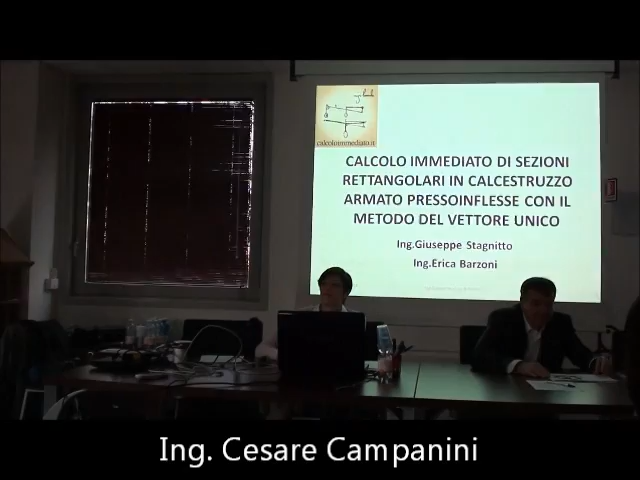 calcoloimmediato.it
CALCOLO IMMEDIATO DI SEZIONI
RETTANGOLARI IN CALCESTRUZZO
ARMATO PRESSOINFLESSE CON IL
METODO DEL VETTORE UNICO
Ing.Giuseppe Stagnitto
Ing.Erica Barzoni
Ing. Cesare Campanini